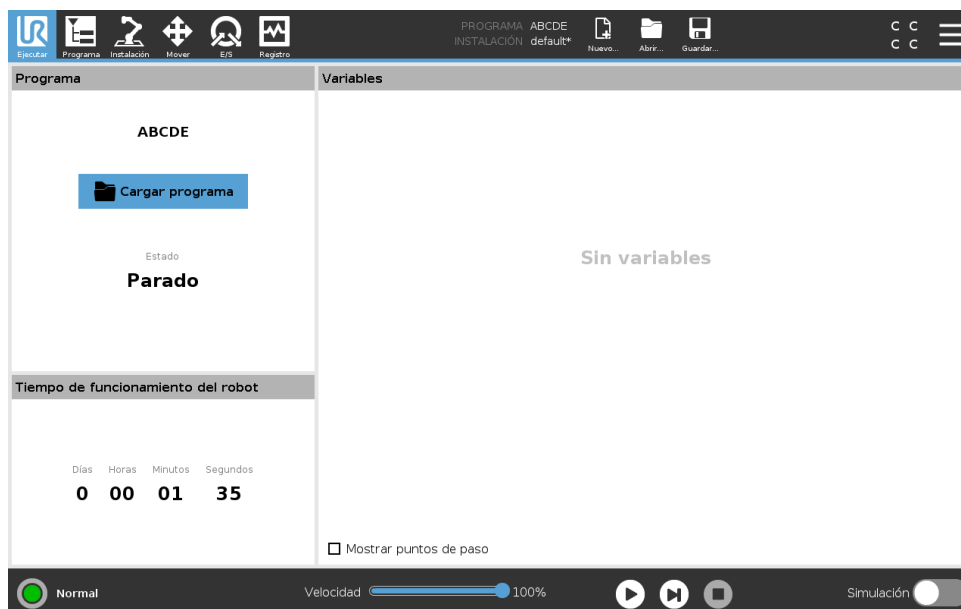 UR
Ejecutar
Programa
Instalación
Mover
E/S
Registro
PROGRAMA ABCDE
INSTALACIÓN default*
Nuevo...
Abrir...
Guardar...
C C
C C
Programa
Variables
ABCDE
Cargar programa
Estado
Parado
Sin variables
Tiempo de funcionamiento del robot
Días Horas Minutos Segundos
0 00 01 35
Mostrar puntos de paso
Normal
Velocidad 100%
Simulación